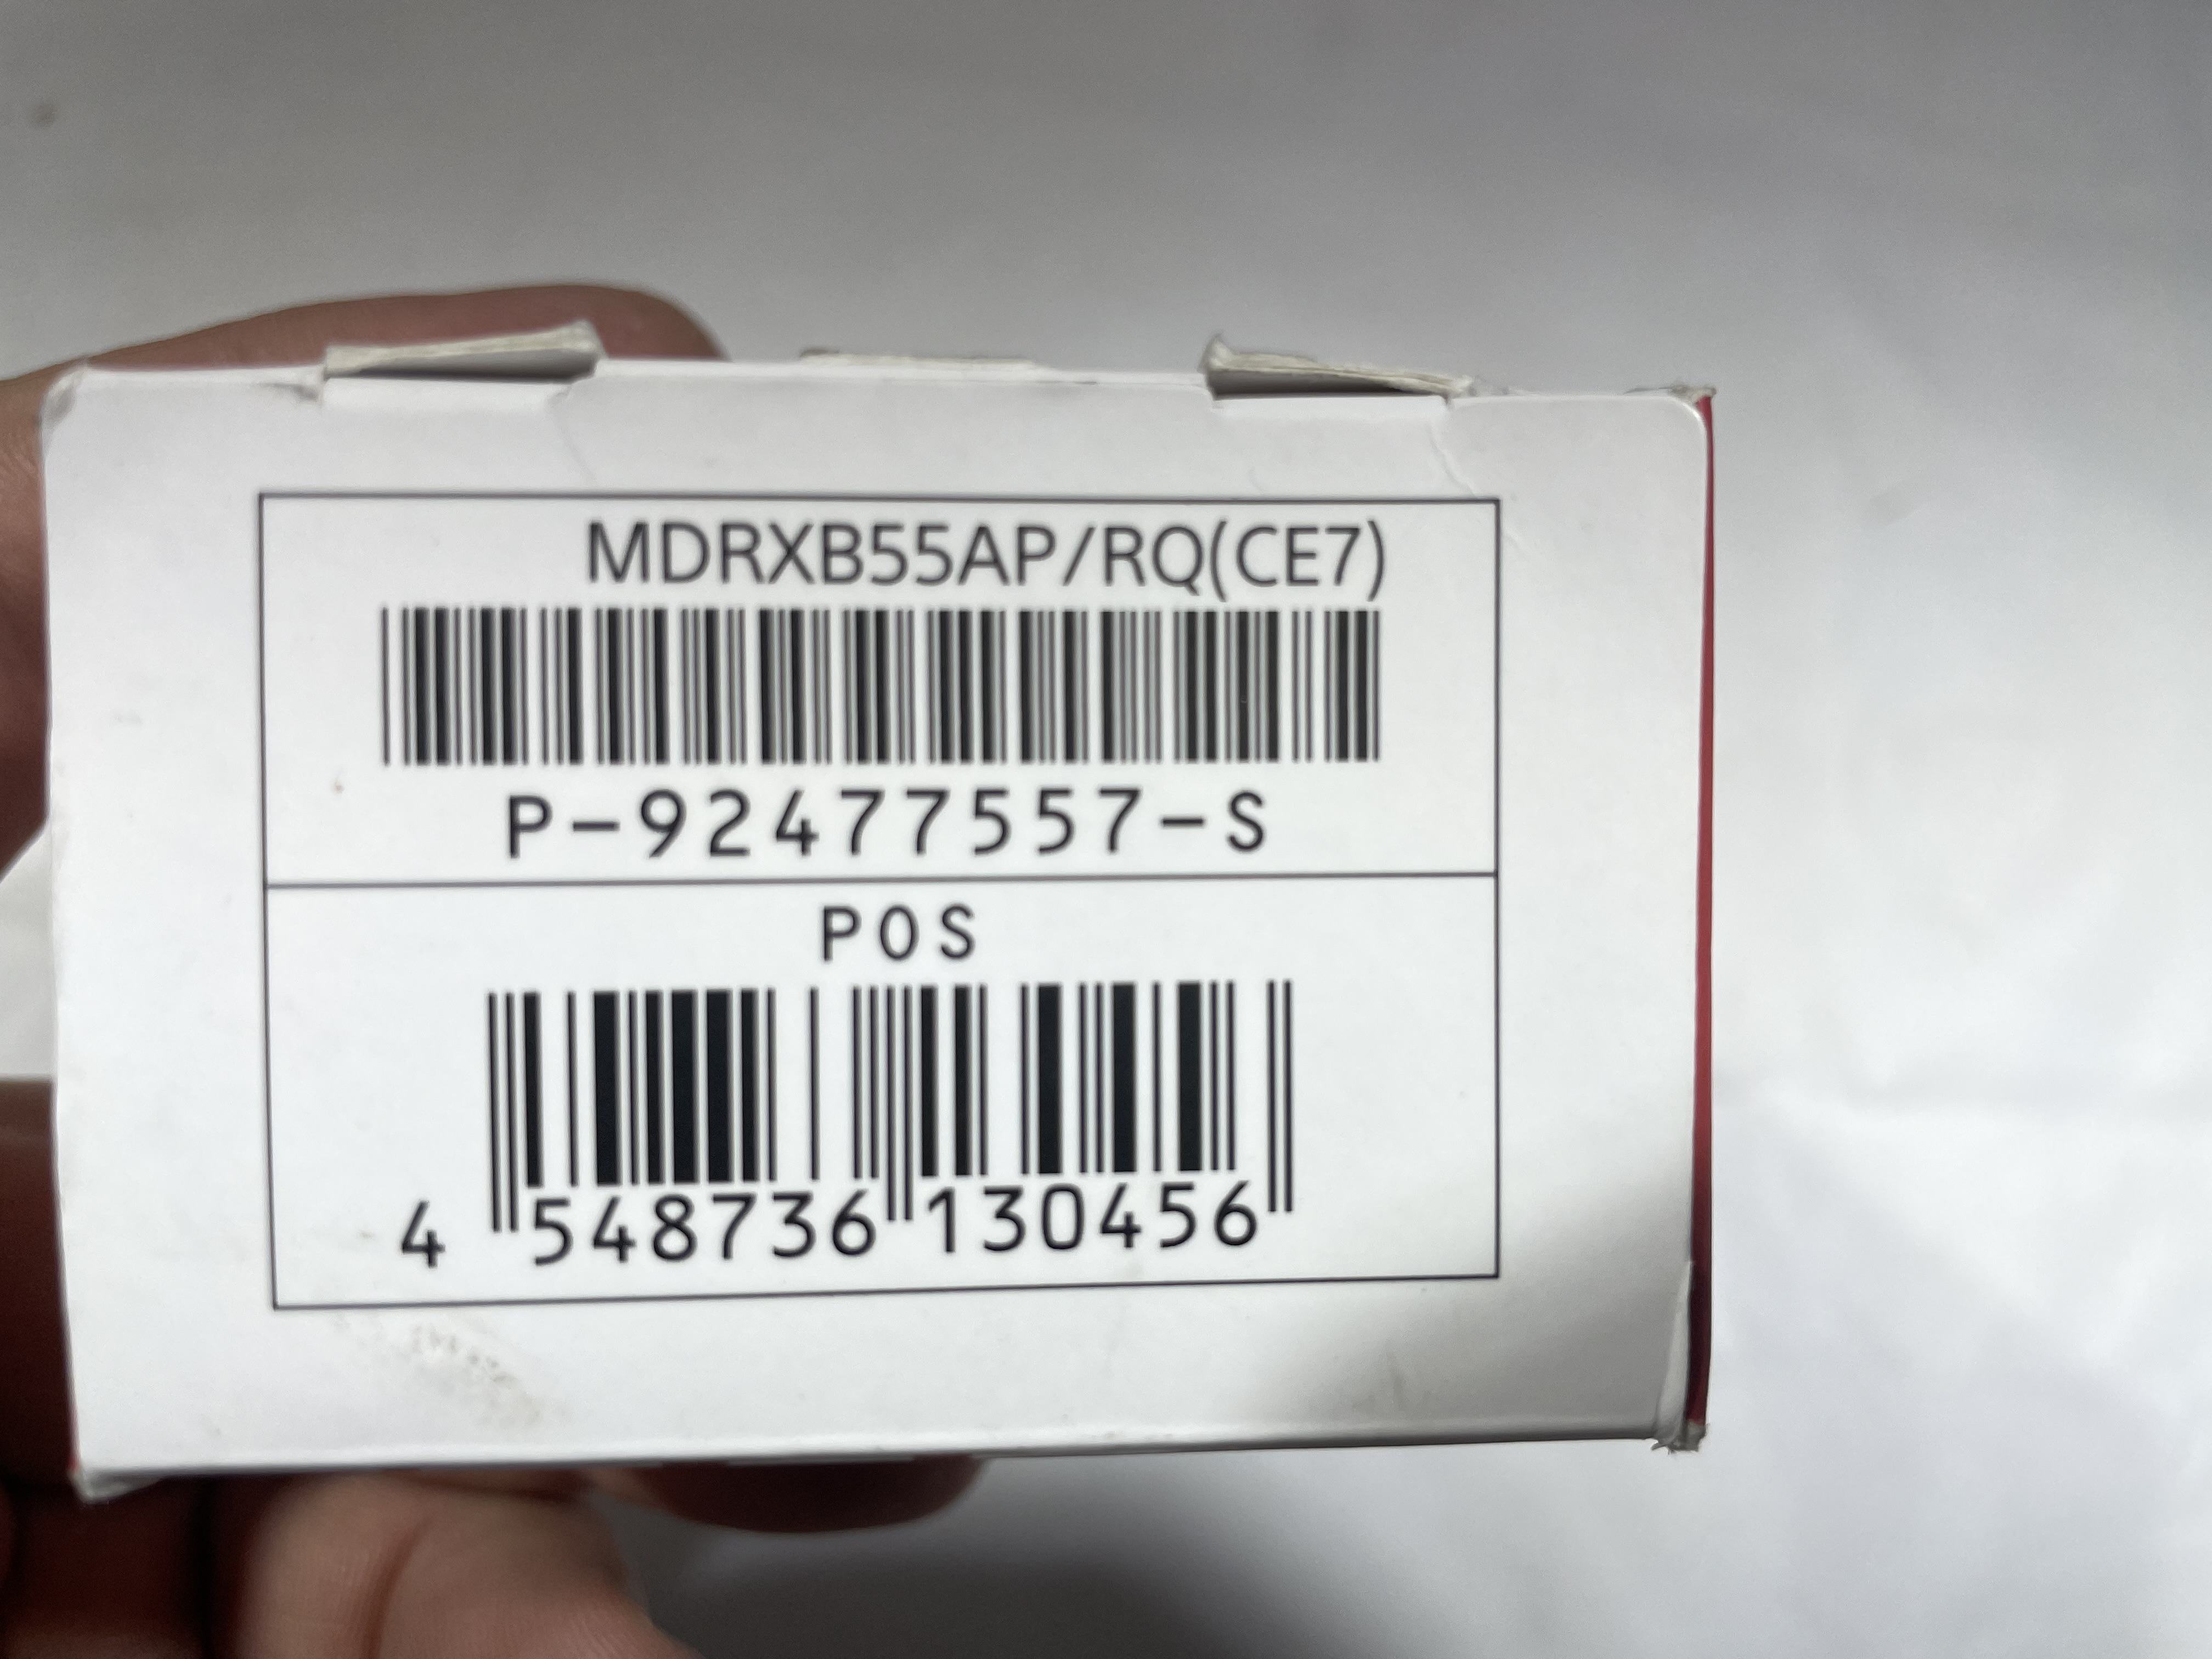 MDRXB55AP/RQ(CE7)
P-92477557-S
POS
4 548736 130456